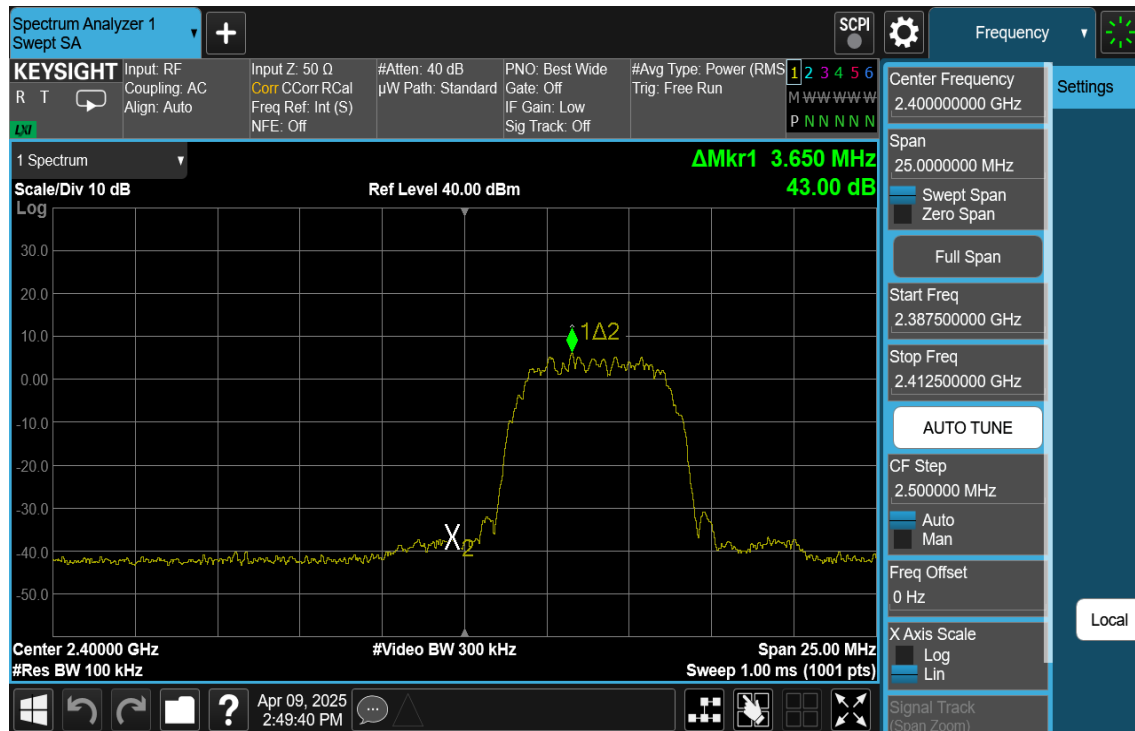 Spectrum Analyzer 1
Swept SA
+
SCPI
Frequency
KEYSIGHT
R T
LXI
Input: RF
Coupling: AC
Align: Auto
Input Z: 50 Ω
Corr CCorr RCal
Freq Ref: Int (S)
NFE: Off
#Atten: 40 dB
µW Path: Standard
PNO: Best Wide
Gate: Off
IF Gain: Low
Sig Track: Off
#Avg Type: Power (RMS
Trig: Free Run
1 2 3 4 5 6
M W W W W W
P N N N N N
Center Frequency
2.400000000 GHz
Settings
Span
25.0000000 MHz
Swept Span
Zero Span
Full Span
Start Freq
2.387500000 GHz
Stop Freq
2.412500000 GHz
AUTO TUNE
CF Step
2.500000 MHz
Auto
Man
Freq Offset
0 Hz
Local
X Axis Scale
Log
Lin
Signal Track
(Span Zoom)
1 Spectrum
ΔMkr1 3.650 MHz
43.00 dB
Scale/Div 10 dB
Ref Level 40.00 dBm
Log
30.0
20.0
10.0
0.00
-10.0
-20.0
-30.0
-40.0
-50.0
1Δ2
X2
Center 2.40000 GHz
#Video BW 300 kHz
Span 25.00 MHz
#Res BW 100 kHz
Sweep 1.00 ms (1001 pts)
?
Apr 09, 2025
2:49:40 PM